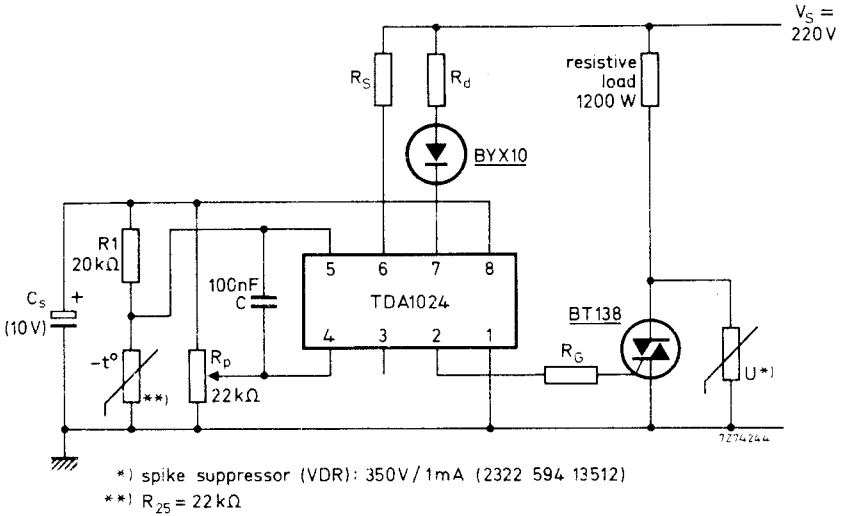 V_S =
220 V
R_S
R_d
resistive
load
1200 W
BYX10
R1
20 kΩ
100nF
C
5 6 7 8
TDA1024
4 3 2 1
C_s +
(10 V)
-t°
**)
R_p
22 kΩ
R_G
BT138
U*)
7Z74244
*) spike suppressor (VDR): 350V / 1mA (2322 594 13512)
**) R_25 = 22 kΩ